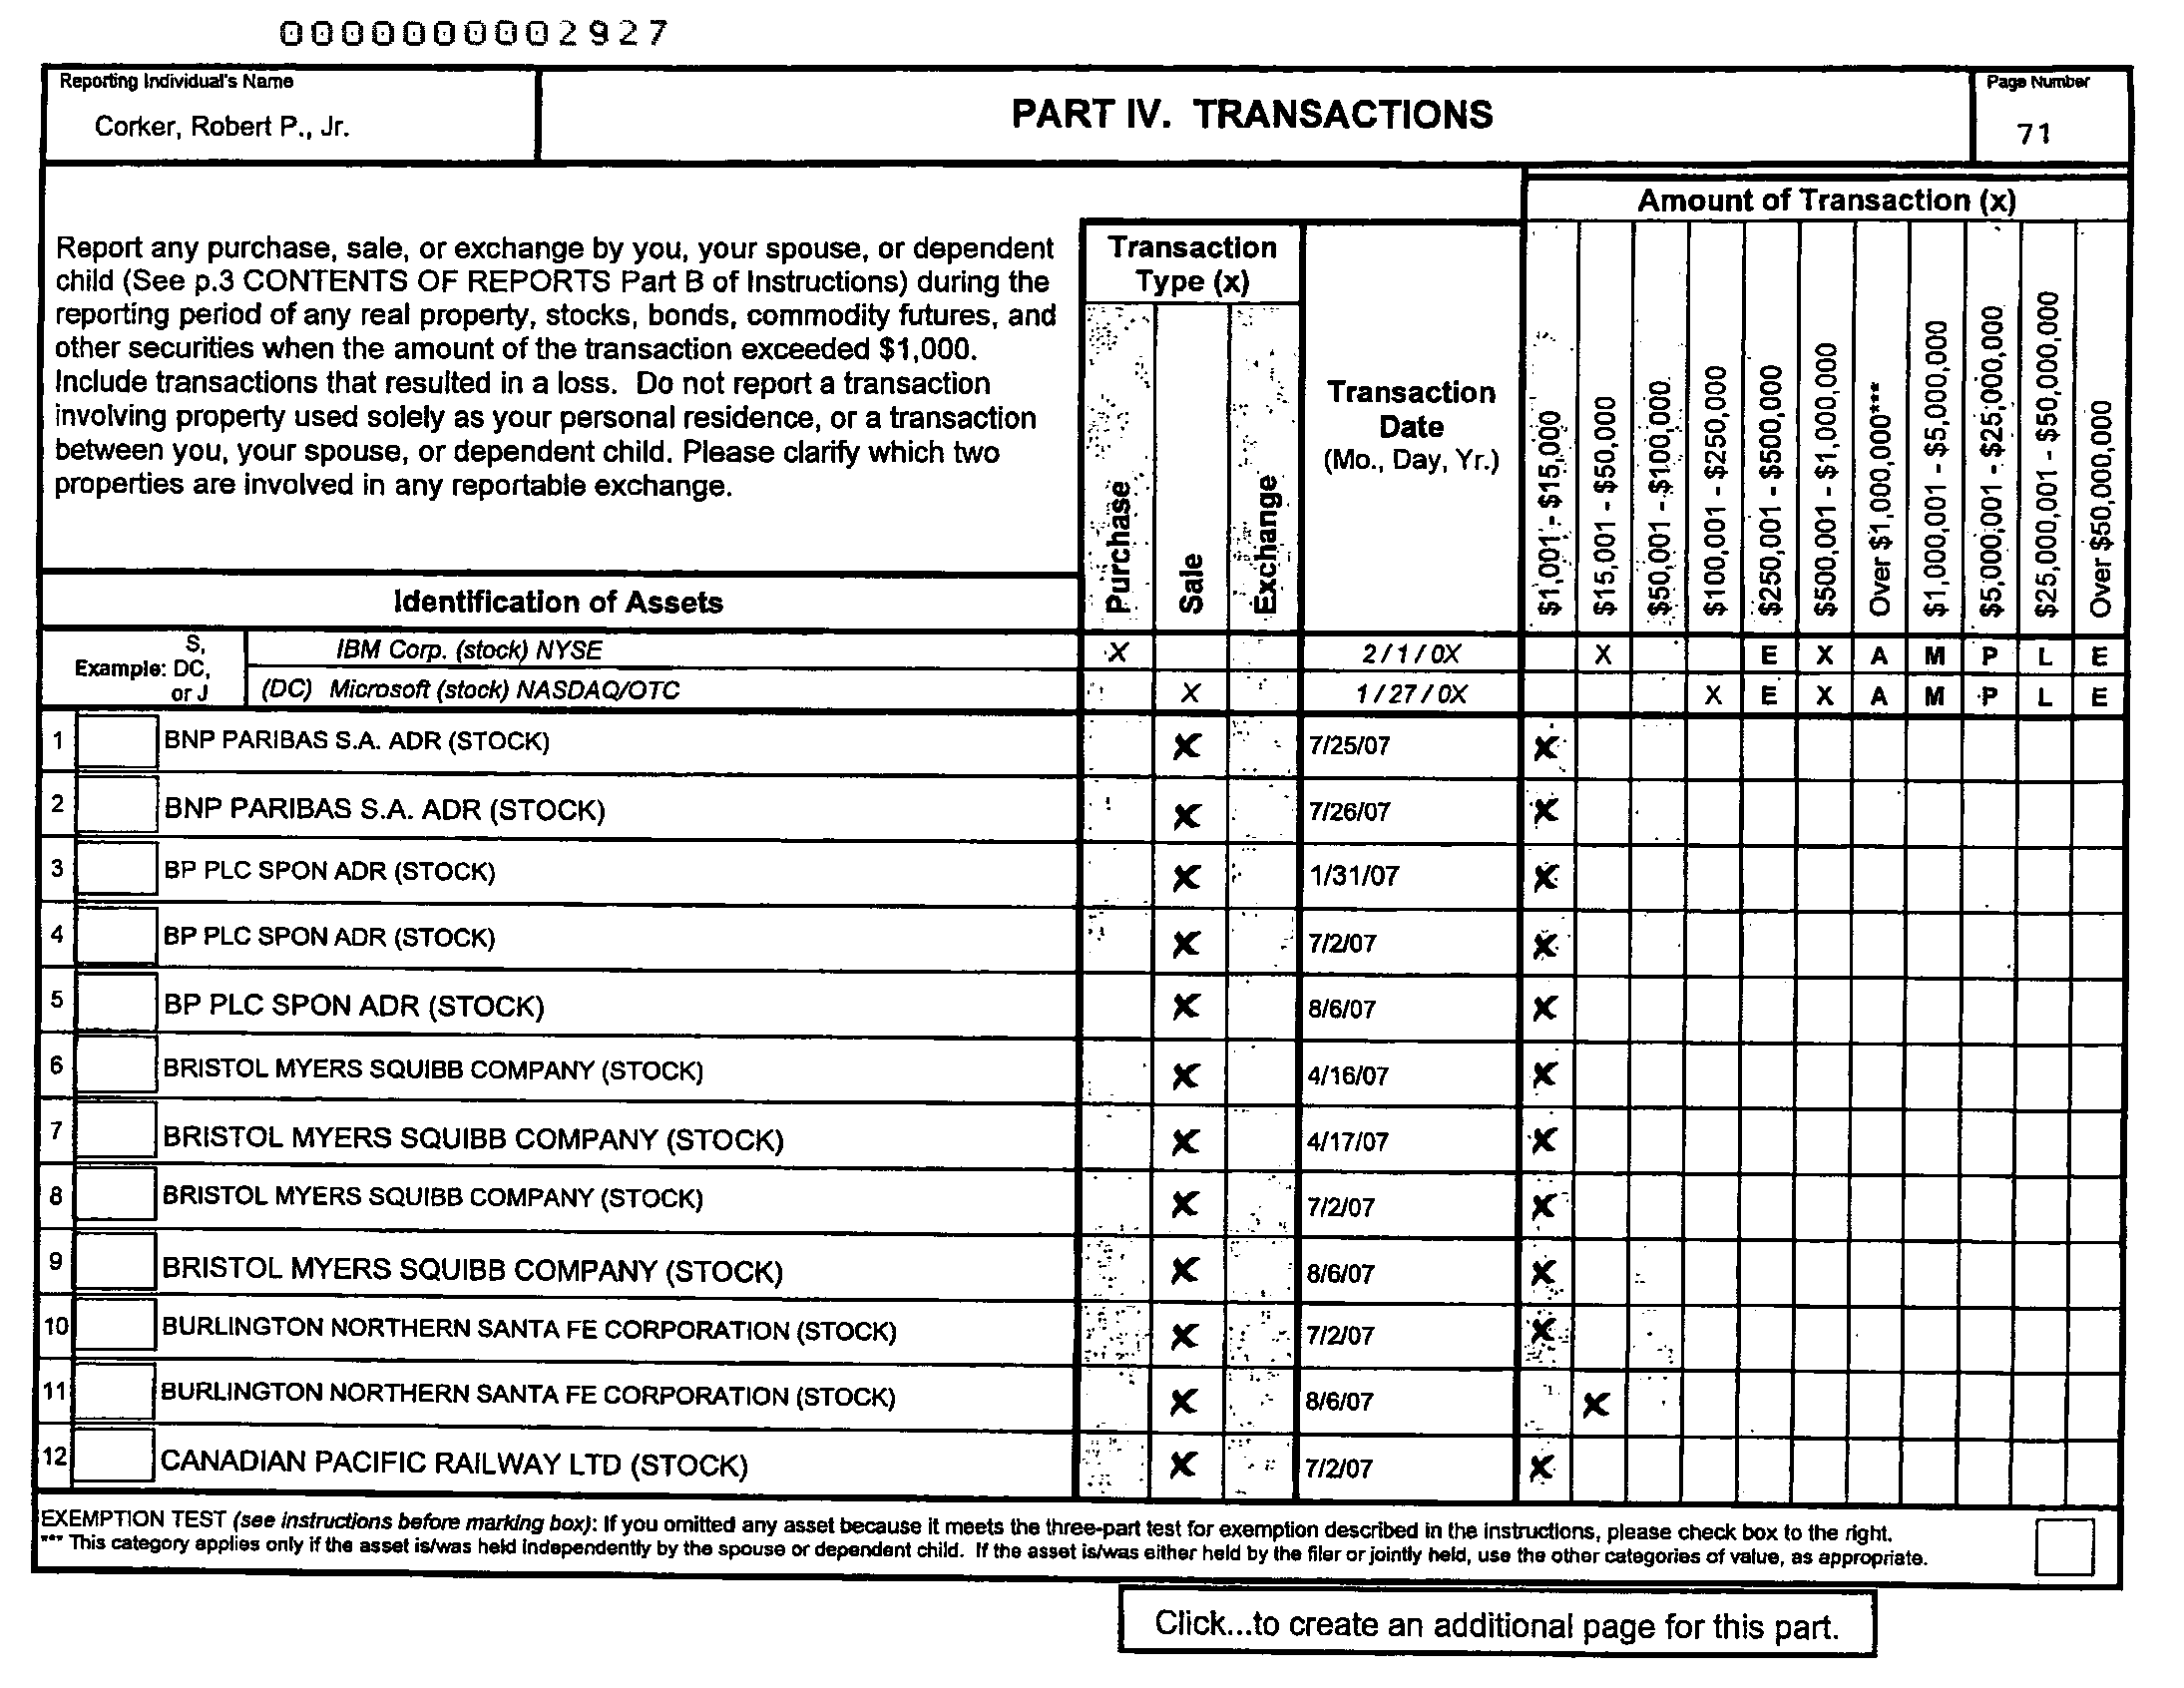 0000000002927
Reporting Individual's Name
Corker, Robert P., Jr.
PART IV. TRANSACTIONS
Page Number
71
Amount of Transaction (x)
Report any purchase, sale, or exchange by you, your spouse, or dependent
child (See p.3 CONTENTS OF REPORTS Part B of Instructions) during the
reporting period of any real property, stocks, bonds, commodity futures, and
other securities when the amount of the transaction exceeded $1,000.
Include transactions that resulted in a loss. Do not report a transaction
involving property used solely as your personal residence, or a transaction
between you, your spouse, or dependent child. Please clarify which two
properties are involved in any reportable exchange.
Transaction
Type (x)
Purchase
Sale
Exchange
Transaction
Date
(Mo., Day, Yr.)
$1,001 - $15,000
$15,001 - $50,000
$50,001 - $100,000
$100,001 - $250,000
$250,001 - $500,000
$500,001 - $1,000,000
Over $1,000,000***
$1,000,001 - $5,000,000
$5,000,001 - $25,000,000
$25,000,001 - $50,000,000
Over $50,000,000
Identification of Assets
S,
Example: DC,
or J
IBM Corp. (stock) NYSE X 2/1/0X X E X A M P L E
(DC) Microsoft (stock) NASDAQ/OTC X 1/27/0X X E X A M P L E
1 BNP PARIBAS S.A. ADR (STOCK) X 7/25/07 X
2 BNP PARIBAS S.A. ADR (STOCK) X 7/26/07 X
3 BP PLC SPON ADR (STOCK) X 1/31/07 X
4 BP PLC SPON ADR (STOCK) X 7/2/07 X
5 BP PLC SPON ADR (STOCK) X 8/6/07 X
6 BRISTOL MYERS SQUIBB COMPANY (STOCK) X 4/16/07 X
7 BRISTOL MYERS SQUIBB COMPANY (STOCK) X 4/17/07 X
8 BRISTOL MYERS SQUIBB COMPANY (STOCK) X 7/2/07 X
9 BRISTOL MYERS SQUIBB COMPANY (STOCK) X 8/6/07 X
10 BURLINGTON NORTHERN SANTA FE CORPORATION (STOCK) X 7/2/07 X
11 BURLINGTON NORTHERN SANTA FE CORPORATION (STOCK) X 8/6/07 X
12 CANADIAN PACIFIC RAILWAY LTD (STOCK) X 7/2/07 X
EXEMPTION TEST (see instructions before marking box): If you omitted any asset because it meets the three-part test for exemption described in the instructions, please check box to the right.
*** This category applies only if the asset is/was held independently by the spouse or dependent child. If the asset is/was either held by the filer or jointly held, use the other categories of value, as appropriate.
Click...to create an additional page for this part.